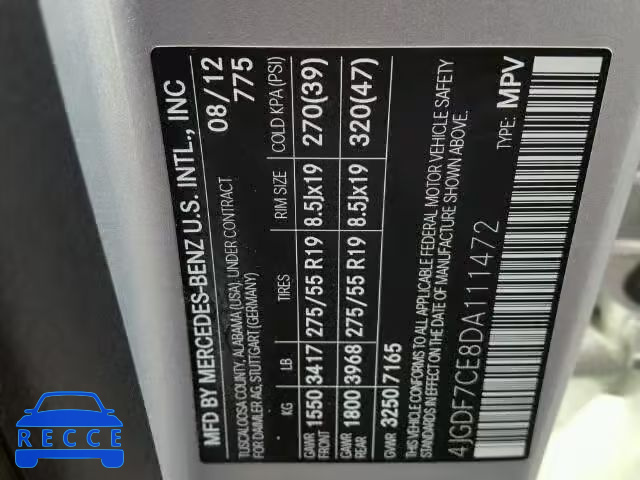 MFD BY MERCEDES-BENZ U.S. INTL., INC 08/12
TUSCALOOSA COUNTY, ALABAMA (USA), UNDER CONTRACT 775
FOR DAIMLER AG, STUTTGART (GERMANY)
KG LB TIRES RIM SIZE COLD KPA (PSI)
GAWR FRONT 1550 3417 275/55 R19 8.5Jx19 270(39)
GAWR REAR 1800 3968 275/55 R19 8.5Jx19 320(47)
GVWR 3250 7165
THIS VEHICLE CONFORMS TO ALL APPLICABLE FEDERAL MOTOR VEHICLE SAFETY
STANDARDS IN EFFECT ON THE DATE OF MANUFACTURE SHOWN ABOVE.
4JGDF7CE8DA111472 TYPE: MPV
RECCE